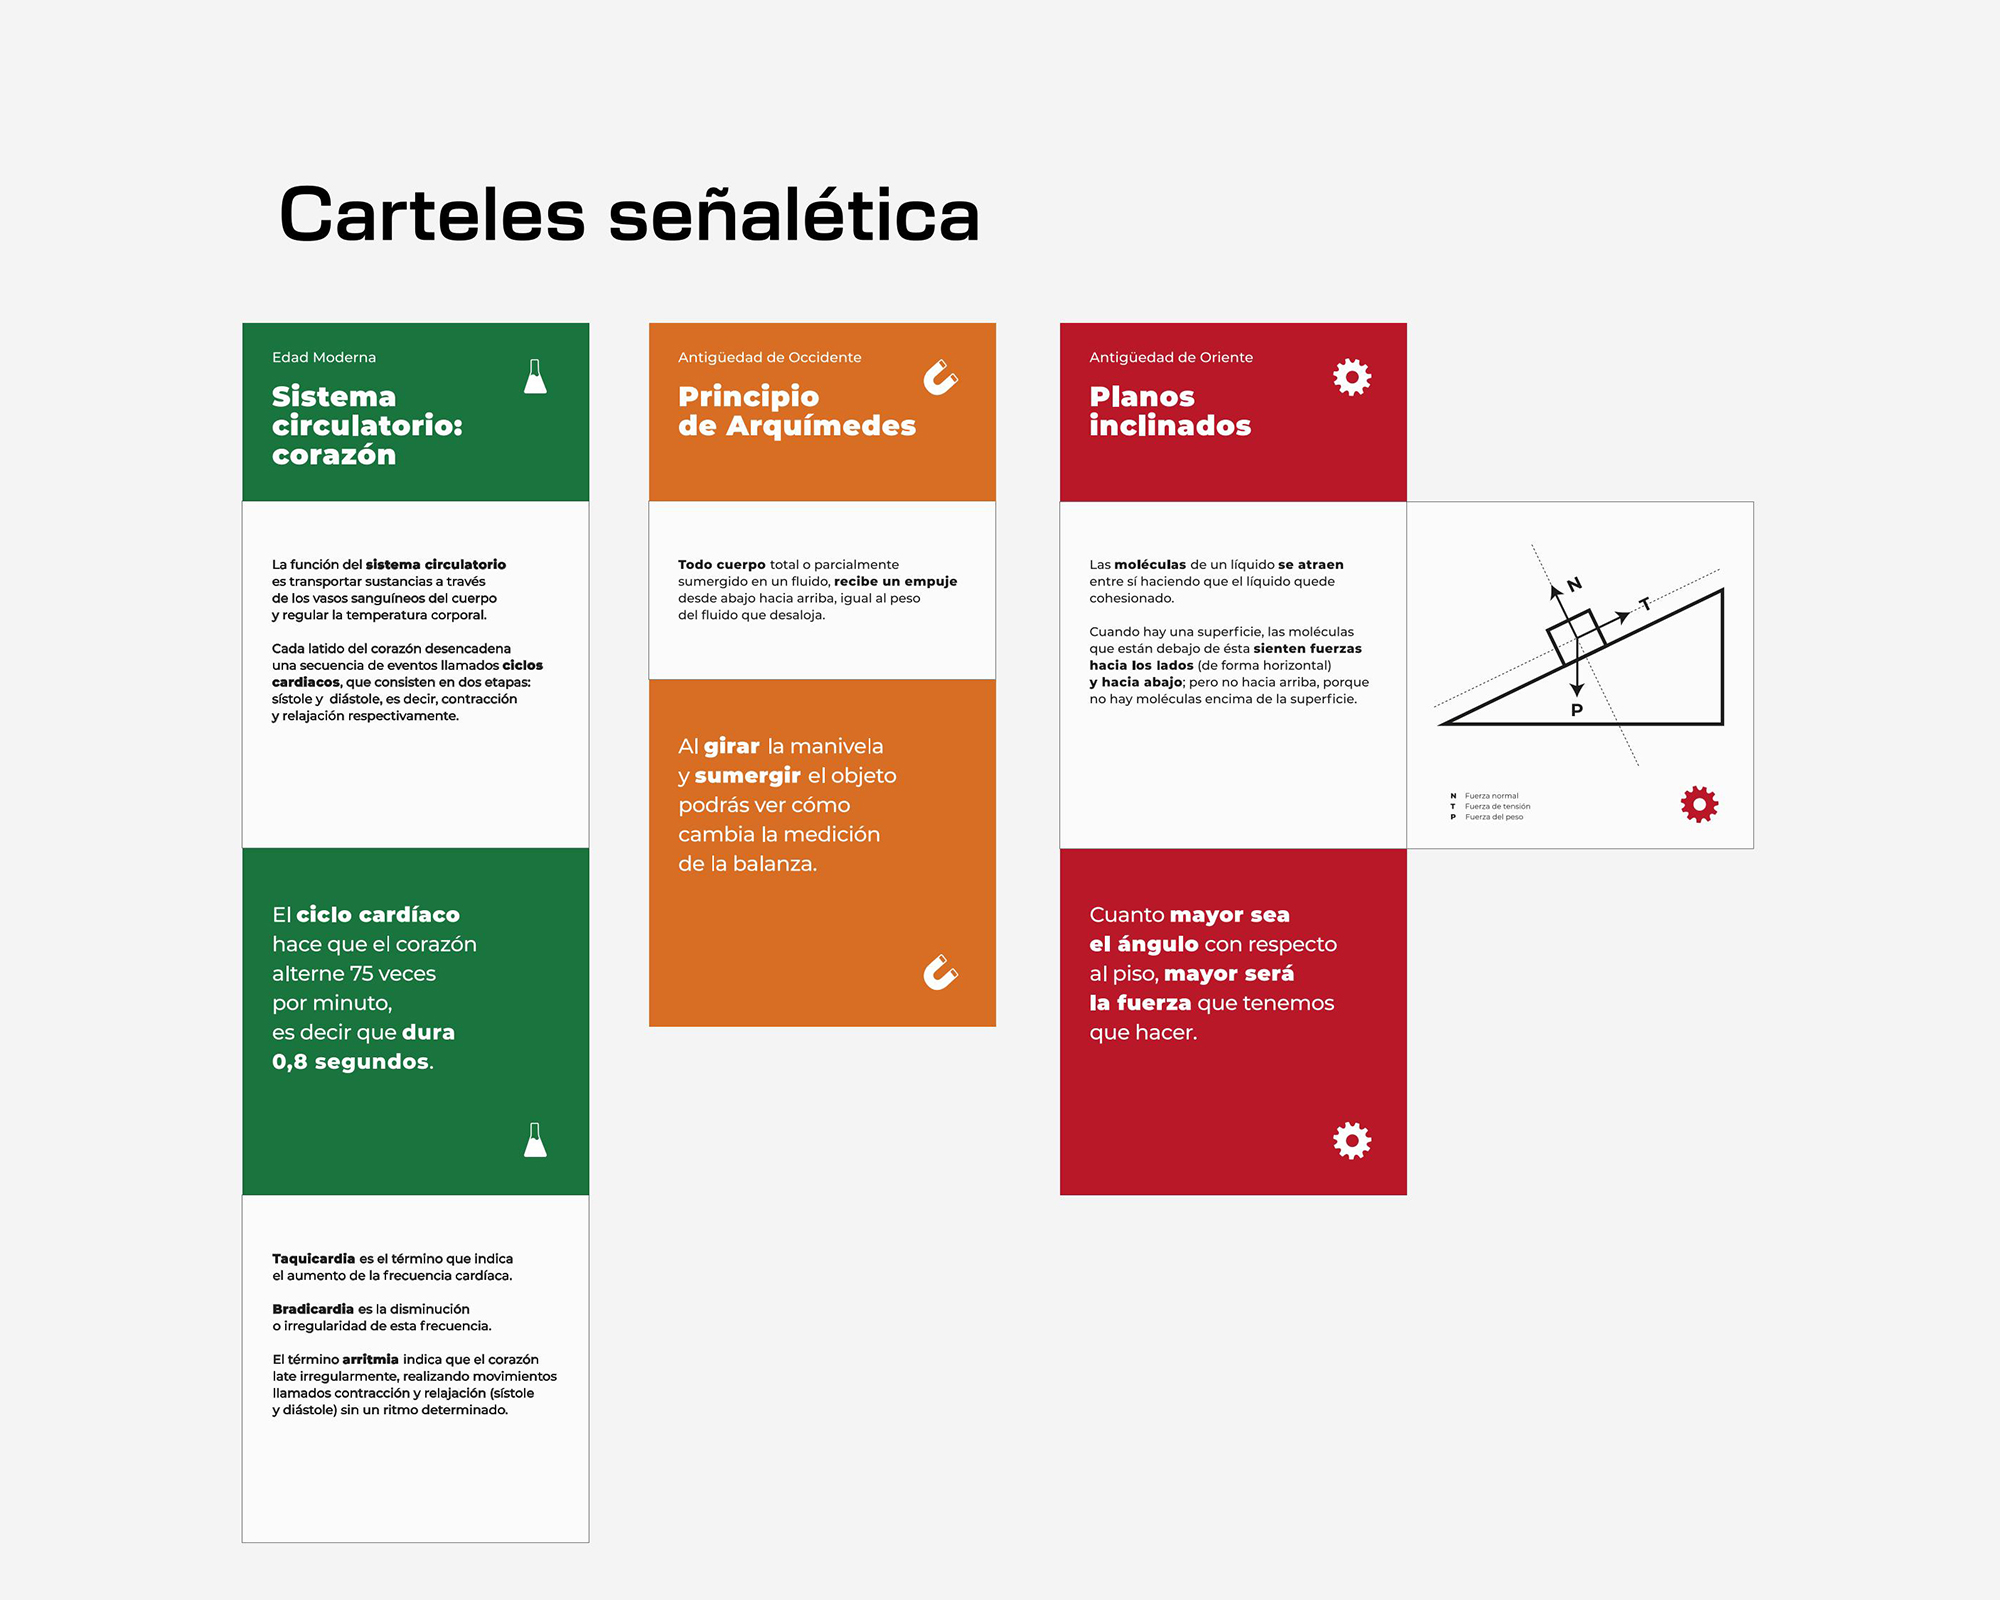 Carteles señalética
Edad Moderna
Sistema
circulatorio:
corazón
La función del sistema circulatorio
es transportar sustancias a través
de los vasos sanguíneos del cuerpo
y regular la temperatura corporal.
Cada latido del corazón desencadena
una secuencia de eventos llamados ciclos
cardiacos, que consisten en dos etapas:
sístole y diástole, es decir, contracción
y relajación respectivamente.
El ciclo cardíaco
hace que el corazón
alterne 75 veces
por minuto,
es decir que dura
0,8 segundos.
Taquicardia es el término que indica
el aumento de la frecuencia cardíaca.
Bradicardia es la disminución
o irregularidad de esta frecuencia.
El término arritmia indica que el corazón
late irregularmente, realizando movimientos
llamados contracción y relajación (sístole
y diástole) sin un ritmo determinado.
Antigüedad de Occidente
Principio
de Arquímedes
Todo cuerpo total o parcialmente
sumergido en un fluido, recibe un empuje
desde abajo hacia arriba, igual al peso
del fluido que desaloja.
Al girar la manivela
y sumergir el objeto
podrás ver cómo
cambia la medición
de la balanza.
Antigüedad de Oriente
Planos
inclinados
Las moléculas de un líquido se atraen
entre sí haciendo que el líquido quede
cohesionado.
Cuando hay una superficie, las moléculas
que están debajo de ésta sienten fuerzas
hacia los lados (de forma horizontal)
y hacia abajo; pero no hacia arriba, porque
no hay moléculas encima de la superficie.
N
T
P
N Fuerza normal
T Fuerza de tensión
P Fuerza del peso
Cuanto mayor sea
el ángulo con respecto
al piso, mayor será
la fuerza que tenemos
que hacer.